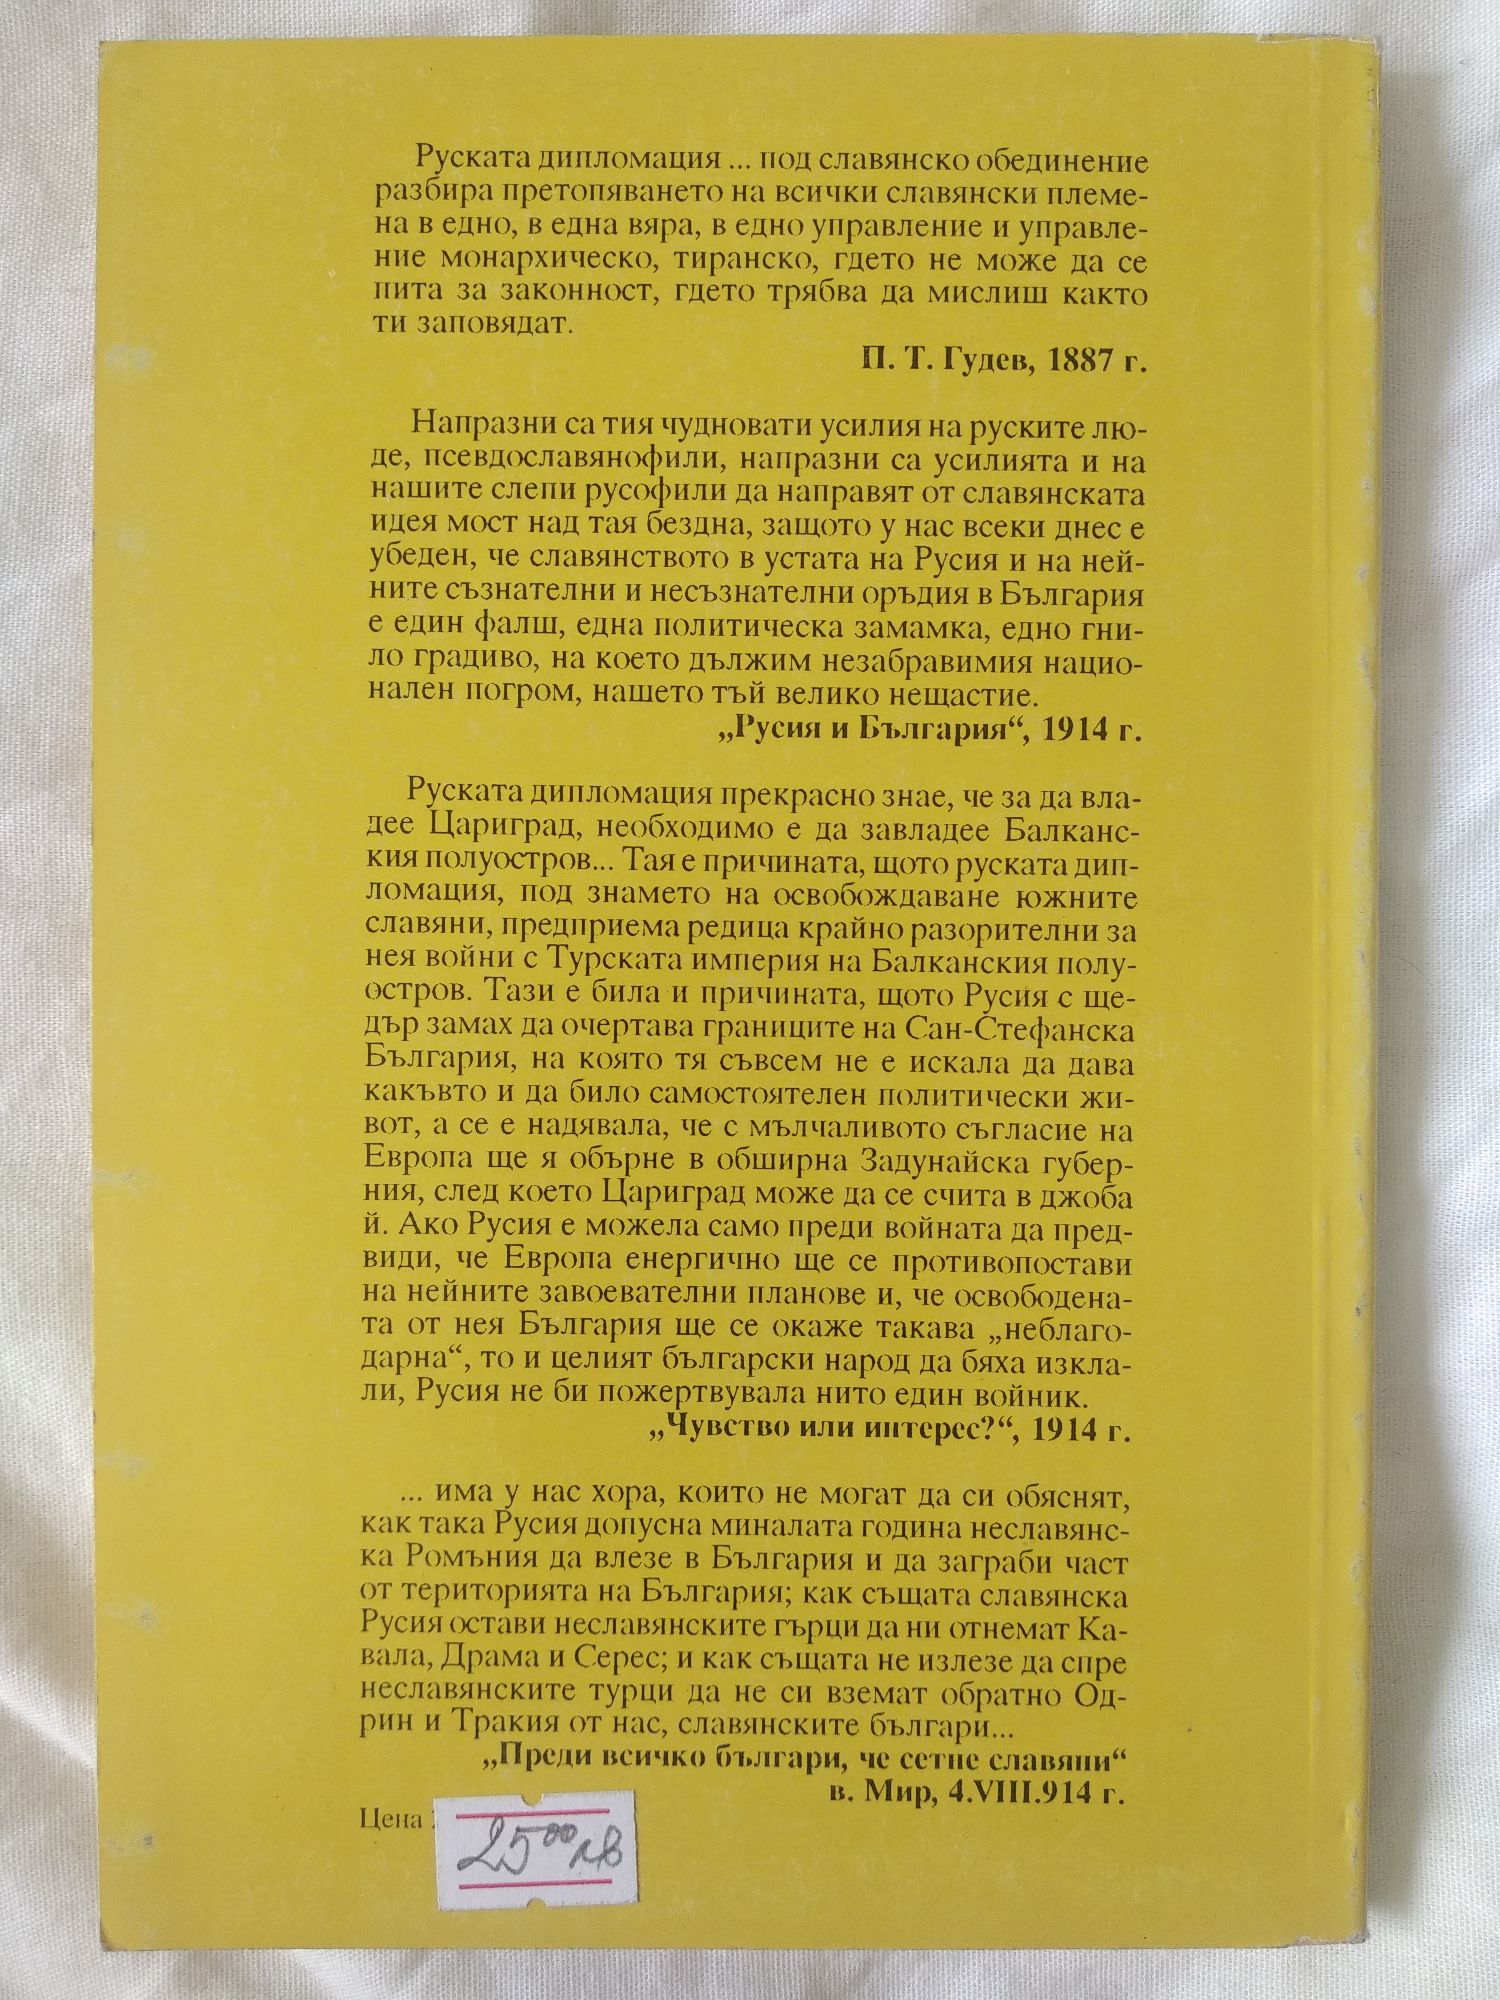 Руската дипломация ... под славянско обединение
разбира претопяването на всички славянски племе-
на в едно, в една вяра, в едно управление и управле-
ние монархическо, тиранско, гдето не може да се
пита за законност, гдето трябва да мислиш както
ти заповядат.
П. Т. Гудев, 1887 г.
Напразни са тия чудновати усилия на руските лю-
де, псевдославянофили, напразни са усилията и на
нашите слепи русофили да направят от славянската
идея мост над тая бездна, защото у нас всеки днес е
убеден, че славянството в устата на Русия и на ней-
ните съзнателни и несъзнателни оръдия в България
е един фалш, една политическа замамка, едно гни-
ло градиво, на което дължим незабравимия нацио-
нален погром, нашето тъй велико нещастие.
„Русия и България“, 1914 г.
Руската дипломация прекрасно знае, че за да вла-
дее Цариград, необходимо е да завладее Балканс-
кия полуостров... Тая е причината, щото руската дип-
ломация, под знамето на освобождаване южните
славяни, предприема редица крайно разорителни за
нея войни с Турската империя на Балканския полу-
остров. Тази е била и причината, щото Русия с ще-
дър замах да очертава границите на Сан-Стефанска
България, на която тя съвсем не е искала да дава
какъвто и да било самостоятелен политически жи-
вот, а се е надявала, че с мълчаливото съгласие на
Европа ще я обърне в обширна Задунайска губер-
ния, след което Цариград може да се счита в джоба
й. Ако Русия е можела само преди войната да пред-
види, че Европа енергично ще се противопостави
на нейните завоевателни планове и, че освободена-
та от нея България ще се окаже такава „неблаго-
дарна“, то и целият български народ да бяха изкла-
ли, Русия не би пожертвувала нито един войник.
„Чувство или интерес?“, 1914 г.
... има у нас хора, които не могат да си обяснят,
как така Русия допусна миналата година неславянс-
ка Ромъния да влезе в България и да заграби част
от територията на България; как същата славянска
Русия остави неславянските гърци да ни отнемат Ка-
вала, Драма и Серес; и как същата не излезе да спре
неславянските турци да не си вземат обратно Од-
рин и Тракия от нас, славянските българи...
„Преди всичко българи, че сетне славяни“
в. Мир, 4.VIII.914 г.
Цена
25⁰⁰ лв